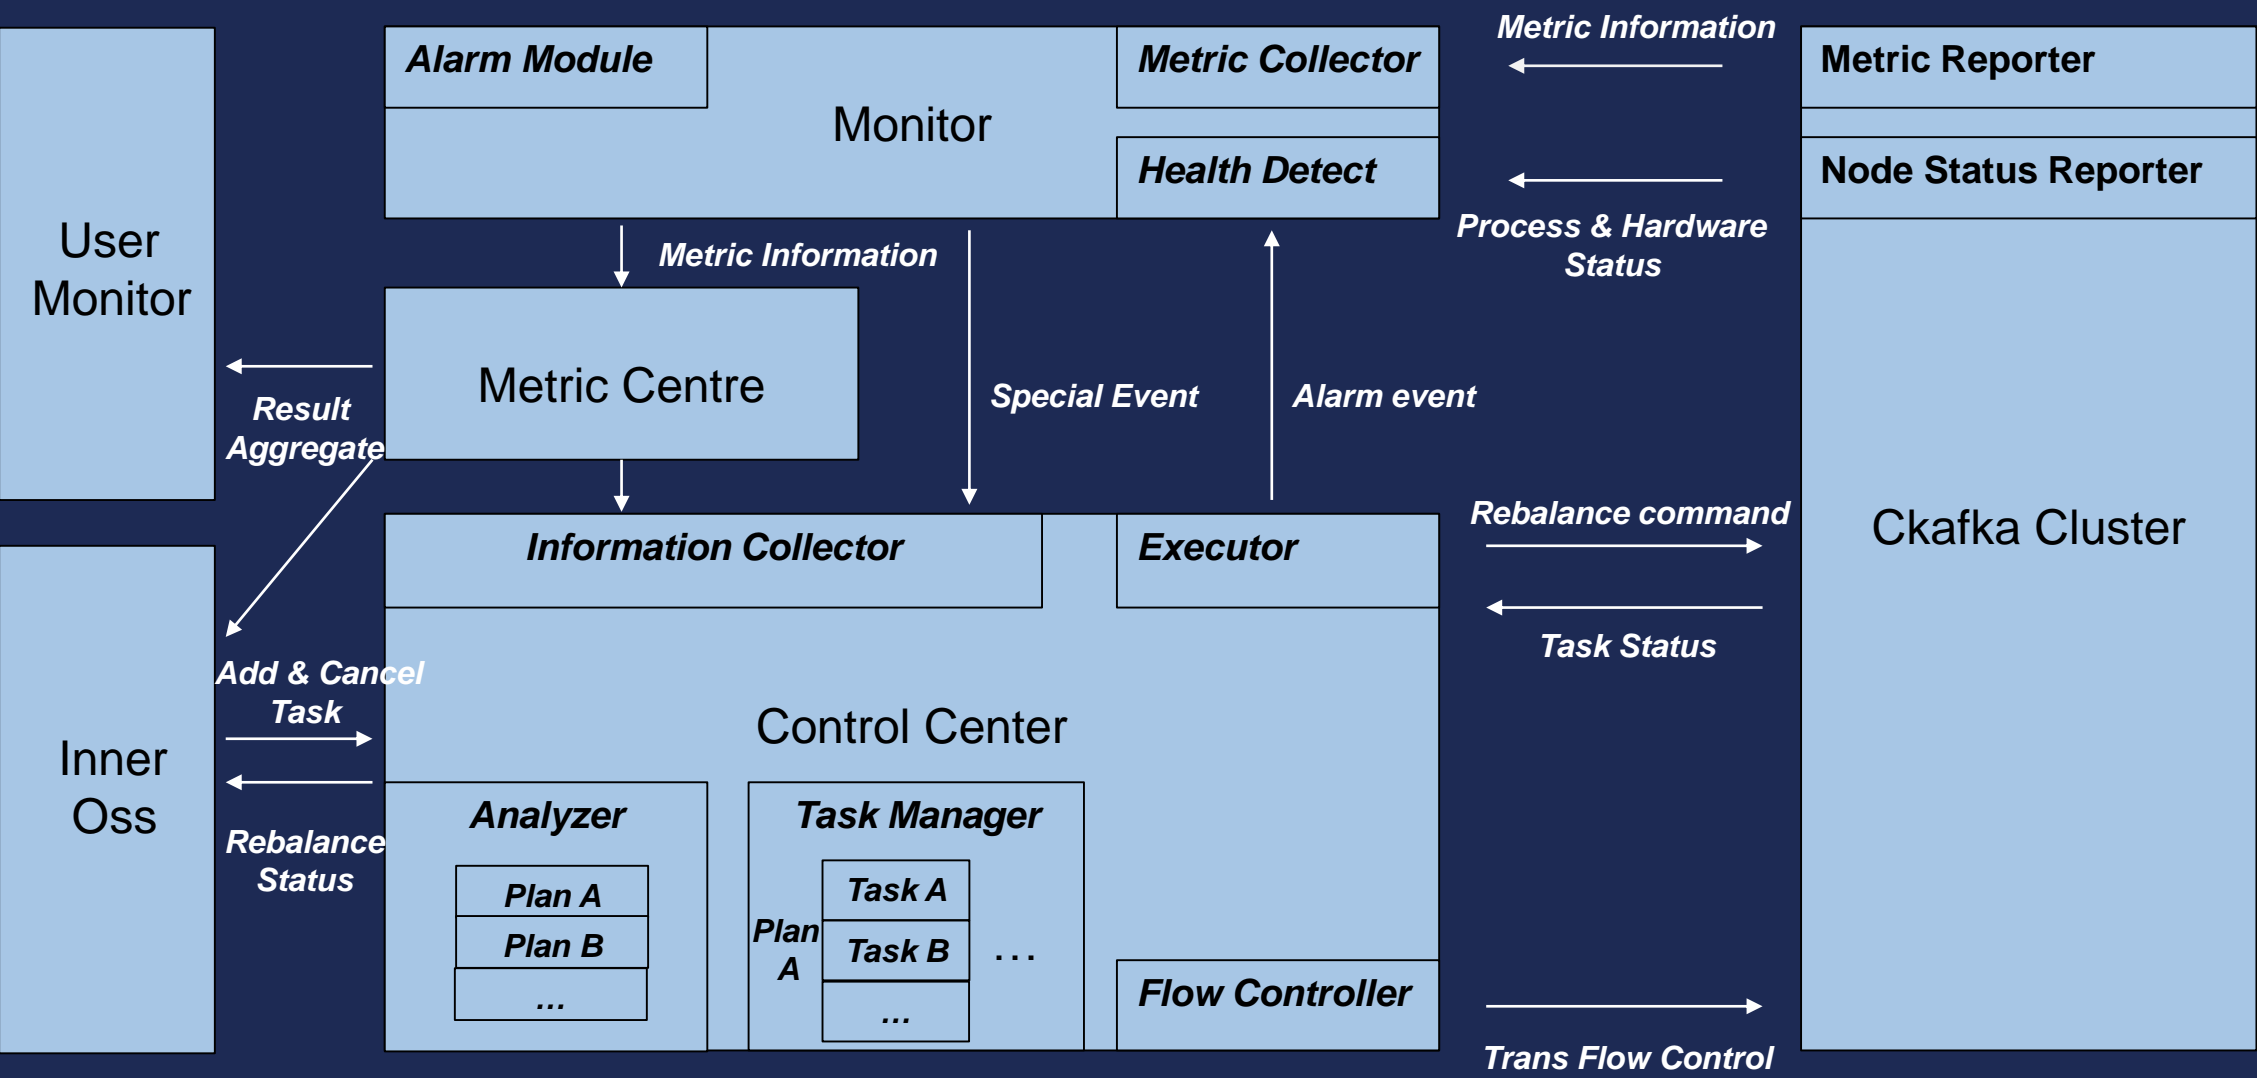 Metric Information
Alarm Module
Metric Collector
Metric Reporter
Monitor
Health Detect
Node Status Reporter
User
Monitor
Metric Information
Process & Hardware
Status
Metric Centre
Result
Aggregate
Special Event
Alarm event
Rebalance command
Ckafka Cluster
Information Collector
Executor
Task Status
Add & Cancel
Task
Control Center
Inner
Oss
Rebalance
Status
Analyzer
Plan A
Plan B
...
Task Manager
Plan
A
Task A
Task B
...
...
Flow Controller
Trans Flow Control